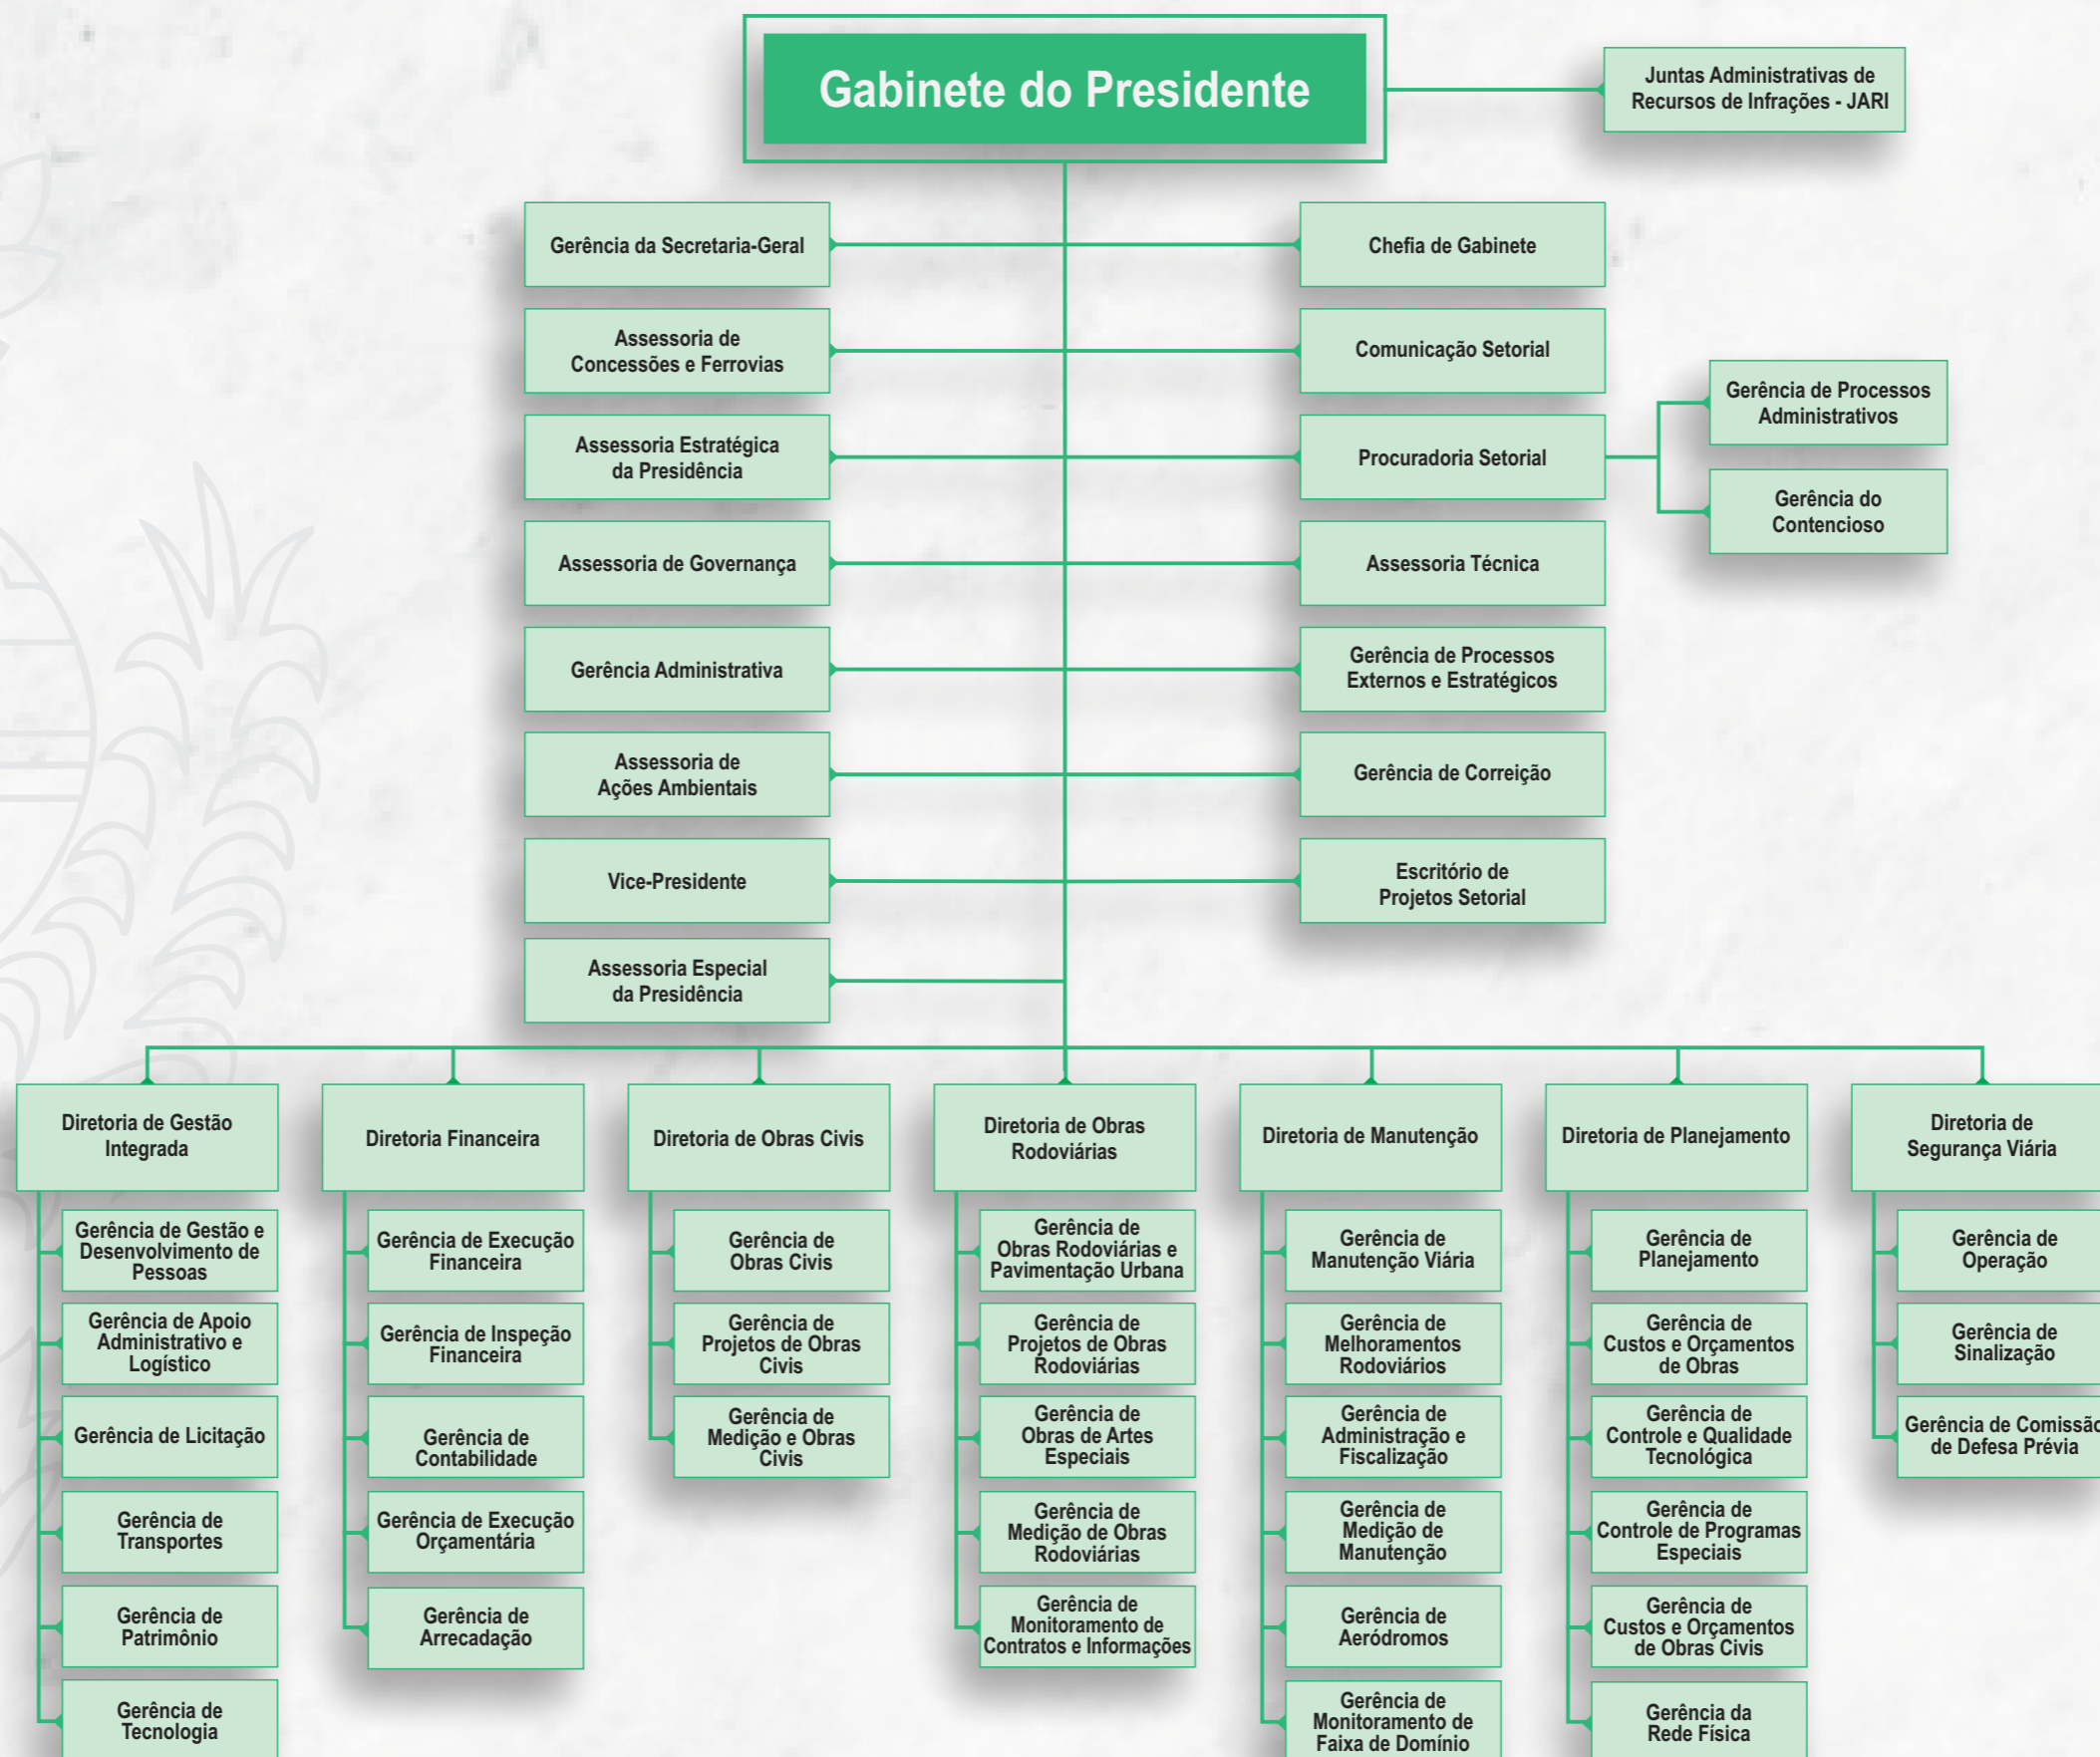 Gabinete do Presidente
Juntas Administrativas de
Recursos de Infrações - JARI
Gerência da Secretaria-Geral
Chefia de Gabinete
Assessoria de
Concessões e Ferrovias
Comunicação Setorial
Assessoria Estratégica
da Presidência
Procuradoria Setorial
Gerência de Processos
Administrativos
Gerência do
Contencioso
Assessoria de Governança
Assessoria Técnica
Gerência Administrativa
Gerência de Processos
Externos e Estratégicos
Assessoria de
Ações Ambientais
Gerência de Correição
Vice-Presidente
Escritório de
Projetos Setorial
Assessoria Especial
da Presidência
Diretoria de Gestão
Integrada
Gerência de Gestão e
Desenvolvimento de
Pessoas
Gerência de Apoio
Administrativo e
Logístico
Gerência de Licitação
Gerência de
Transportes
Gerência de
Patrimônio
Gerência de
Tecnologia
Diretoria Financeira
Gerência de Execução
Financeira
Gerência de Inspeção
Financeira
Gerência de
Contabilidade
Gerência de Execução
Orçamentária
Gerência de
Arrecadação
Diretoria de Obras Civis
Gerência de
Obras Civis
Gerência de
Projetos de Obras
Civis
Gerência de
Medição e Obras
Civis
Diretoria de Obras
Rodoviárias
Gerência de
Obras Rodoviárias e
Pavimentação Urbana
Gerência de
Projetos de Obras
Rodoviárias
Gerência de
Obras de Artes
Especiais
Gerência de
Medição de Obras
Rodoviárias
Gerência de
Monitoramento de
Contratos e Informações
Diretoria de Manutenção
Gerência de
Manutenção Viária
Gerência de
Melhoramentos
Rodoviários
Gerência de
Administração e
Fiscalização
Gerência de
Medição de
Manutenção
Gerência de
Aeródromos
Gerência de
Monitoramento de
Faixa de Domínio
Diretoria de Planejamento
Gerência de
Planejamento
Gerência de
Custos e Orçamentos
de Obras
Gerência de
Controle e Qualidade
Tecnológica
Gerência de
Controle de Programas
Especiais
Gerência de
Custos e Orçamentos
de Obras Civis
Gerência da
Rede Física
Diretoria de
Segurança Viária
Gerência de
Operação
Gerência de
Sinalização
Gerência de Comissão
de Defesa Prévia